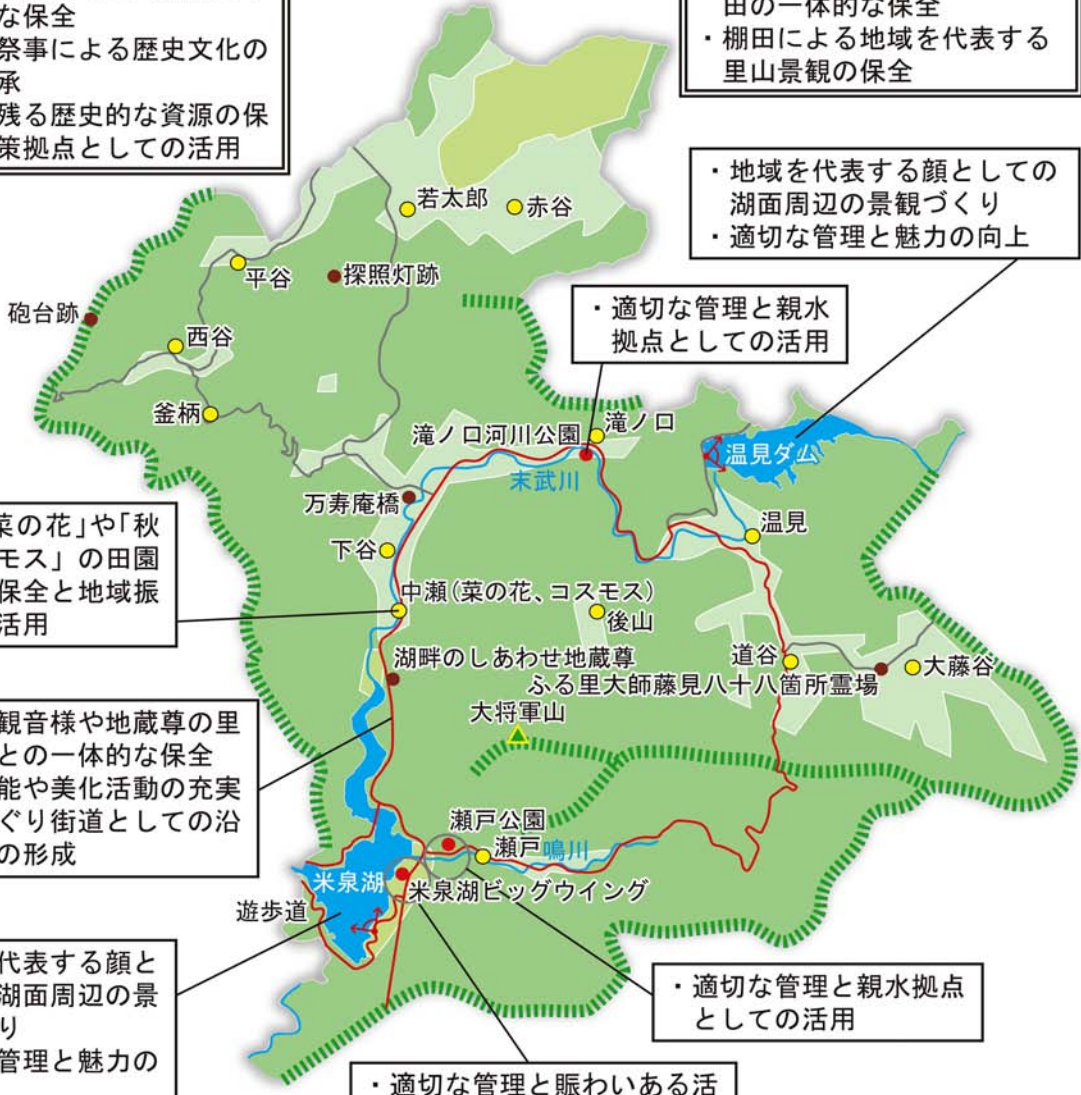 な保全
祭事による歴史文化の
承
残る歴史的な資源の保
策拠点としての活用
田の一体的な保全
・棚田による地域を代表する
里山景観の保全
・地域を代表する顔としての
湖面周辺の景観づくり
・適切な管理と魅力の向上
若太郎
赤谷
平谷
探照灯跡
砲台跡
・適切な管理と親水
拠点としての活用
西谷
釜柄
滝ノ口河川公園
滝ノ口
温見ダム
末武川
万寿庵橋
温見
菜の花」や「秋
モス」の田園
保全と地域振
活用
下谷
中瀬(菜の花、コスモス)
後山
湖畔のしあわせ地蔵尊
道谷
大藤谷
ふる里大師藤見八十八箇所霊場
大将軍山
観音様や地蔵尊の里
との一体的な保全
能や美化活動の充実
ぐり街道としての沿
の形成
瀬戸公園
瀬戸
鳴川
米泉湖
米泉湖ビッグウイング
遊歩道
代表する顔と
湖面周辺の景
り
管理と魅力の
・適切な管理と親水拠点
としての活用
・適切な管理と賑わいある活